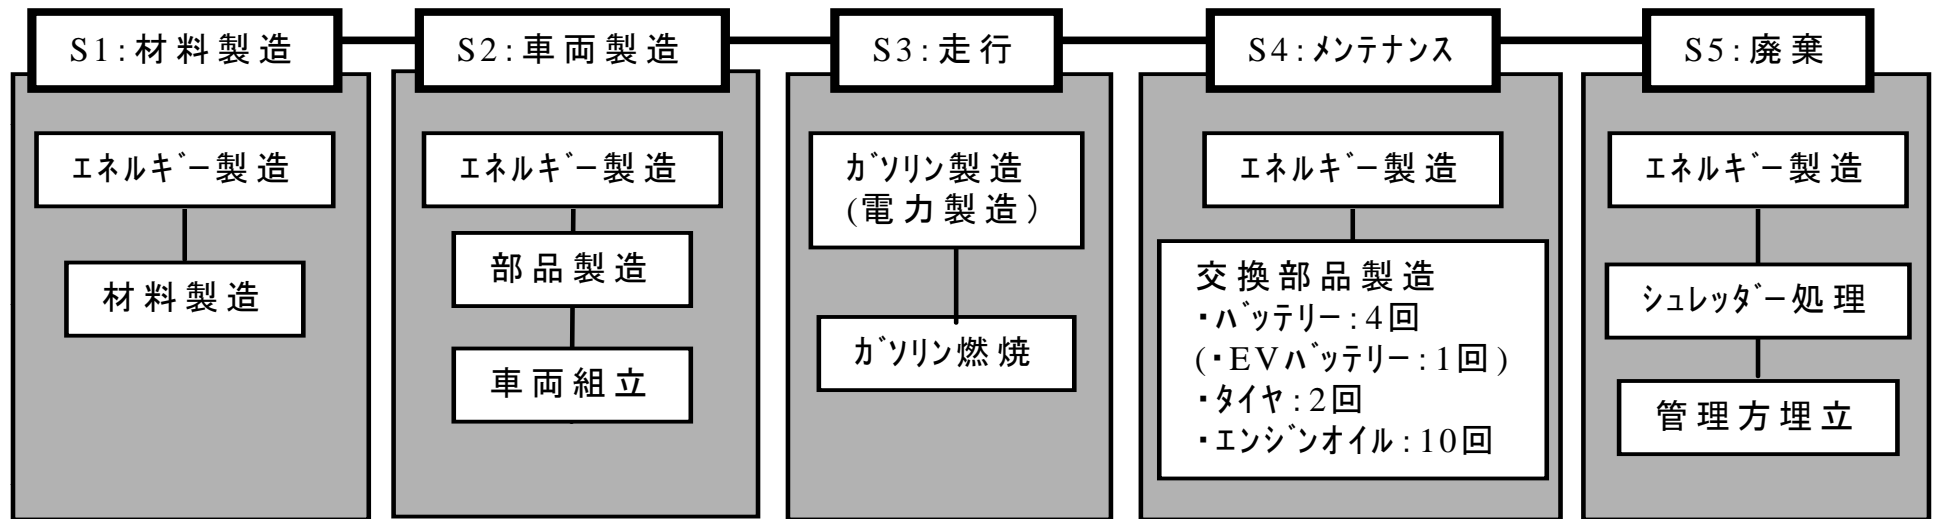 S1:材料製造
エネルギー製造
材料製造
S2:車両製造
エネルギー製造
部品製造
車両組立
S3:走行
ガソリン製造
(電力製造)
ガソリン燃焼
S4:メンテナンス
エネルギー製造
交換部品製造
・バッテリー:4回
(・EVバッテリー:1回)
・タイヤ:2回
・エンジンオイル:10回
S5:廃棄
エネルギー製造
シュレッダー処理
管理方埋立